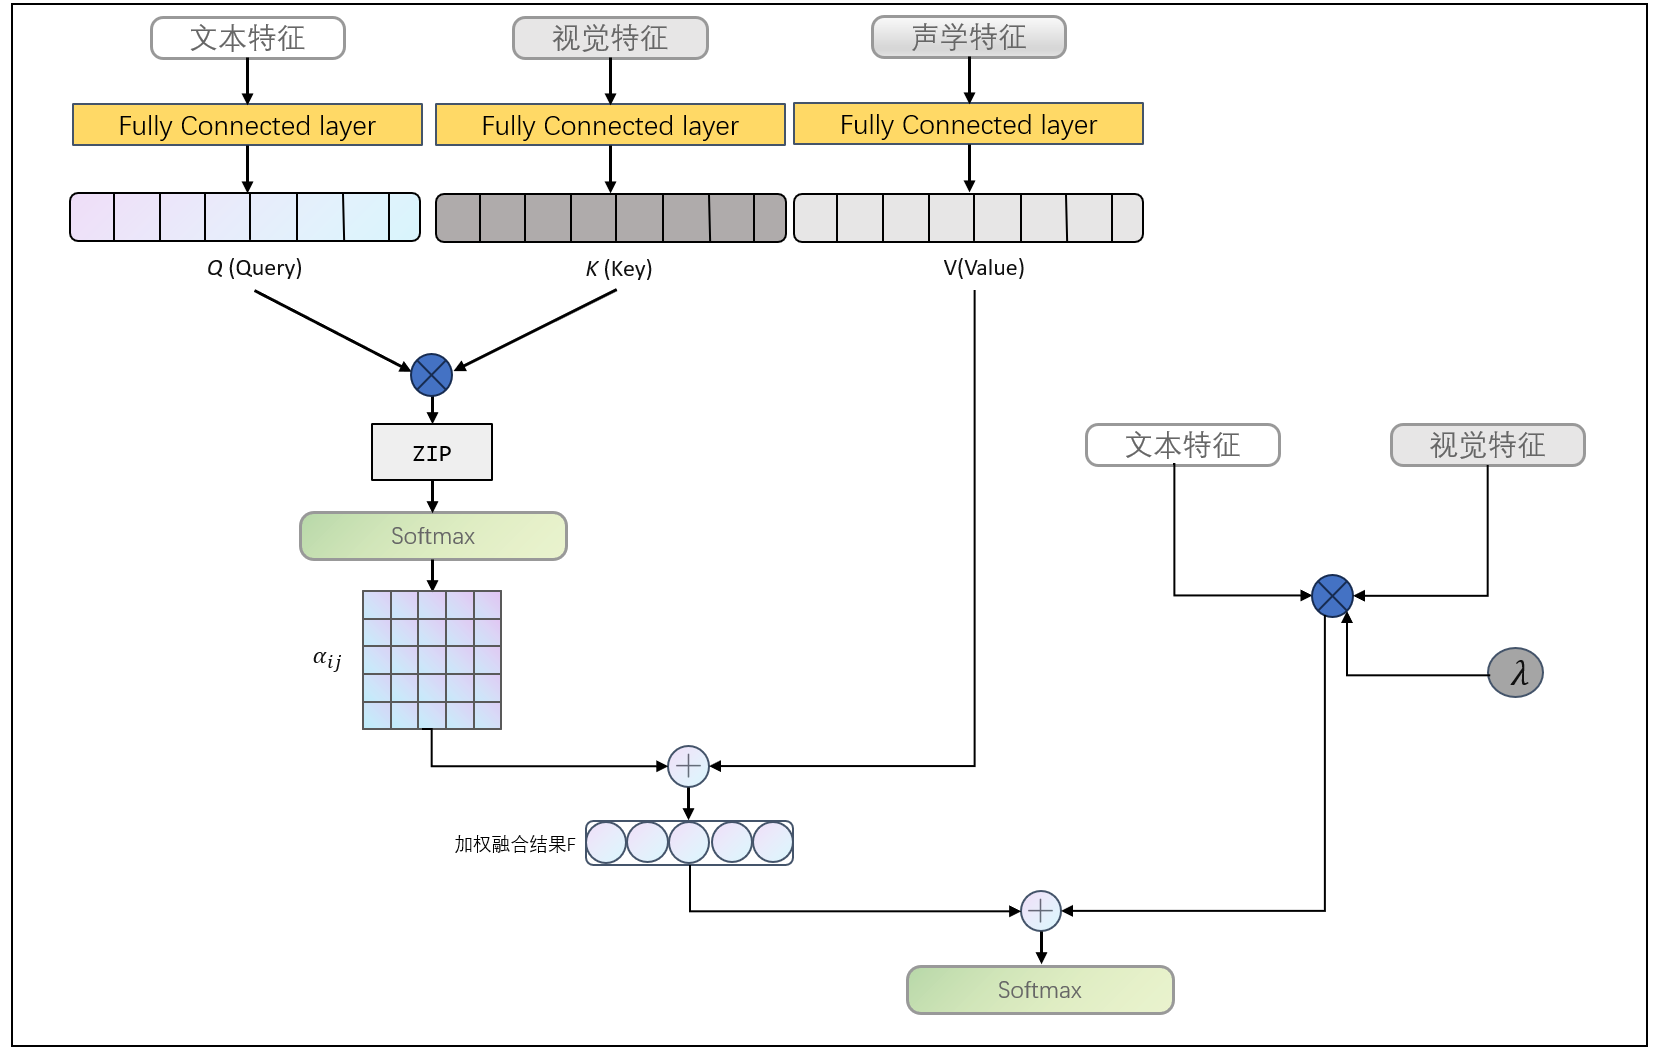 文本特征
视觉特征
声学特征
Fully Connected layer
Fully Connected layer
Fully Connected layer
Q (Query)
K (Key)
V(Value)
ZIP
Softmax
α_{ij}
文本特征
视觉特征
λ
加权融合结果F
Softmax